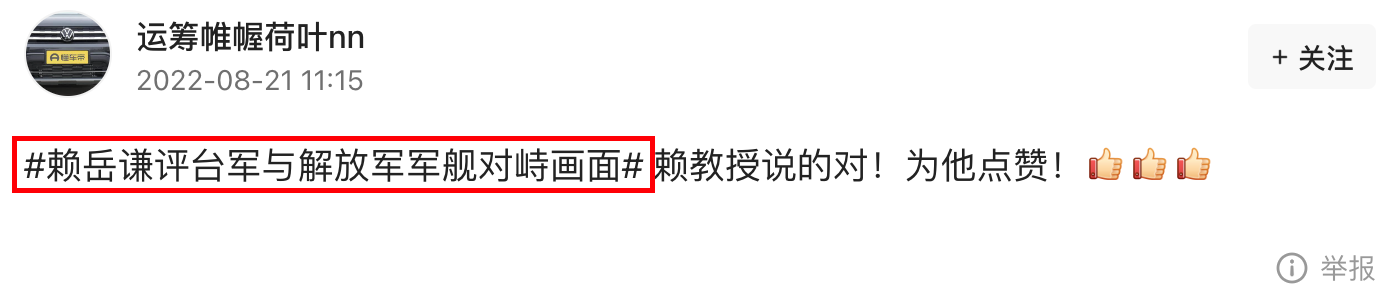 运筹帷幄荷叶nn
2022-08-21 11:15
+ 关注
#赖岳谦评台军与解放军军舰对峙画面# 赖教授说的对！为他点赞！👍👍👍
举报